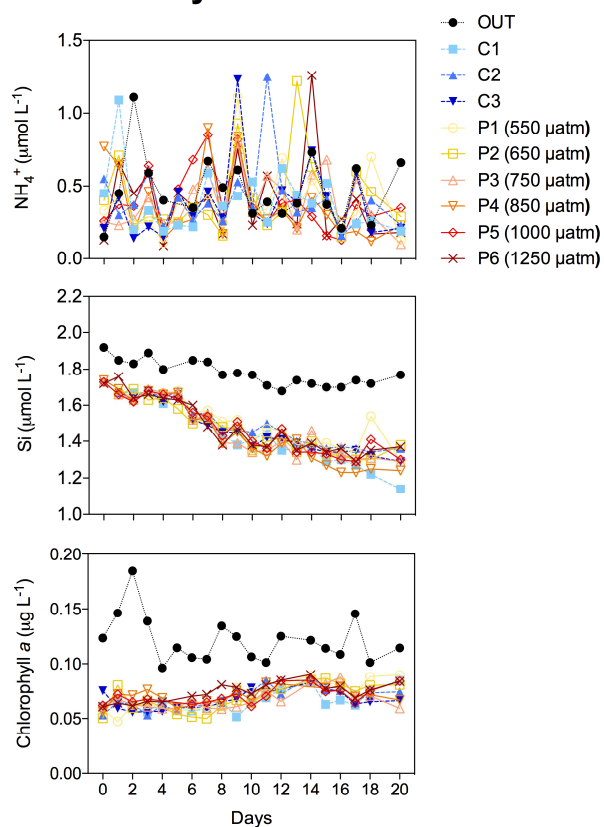 OUT
C1
C2
C3
P1 (550 µatm)
P2 (650 µatm)
P3 (750 µatm)
P4 (850 µatm)
P5 (1000 µatm)
P6 (1250 µatm)
NH₄⁺ (µmol L⁻¹)
1.5
1.0
0.5
0.0
Si (µmol L⁻¹)
2.2
2.0
1.8
1.6
1.4
1.2
1.0
Chlorophyll a (µg L⁻¹)
0.20
0.15
0.10
0.05
0.00
0 2 4 6 8 10 12 14 16 18 20
Days